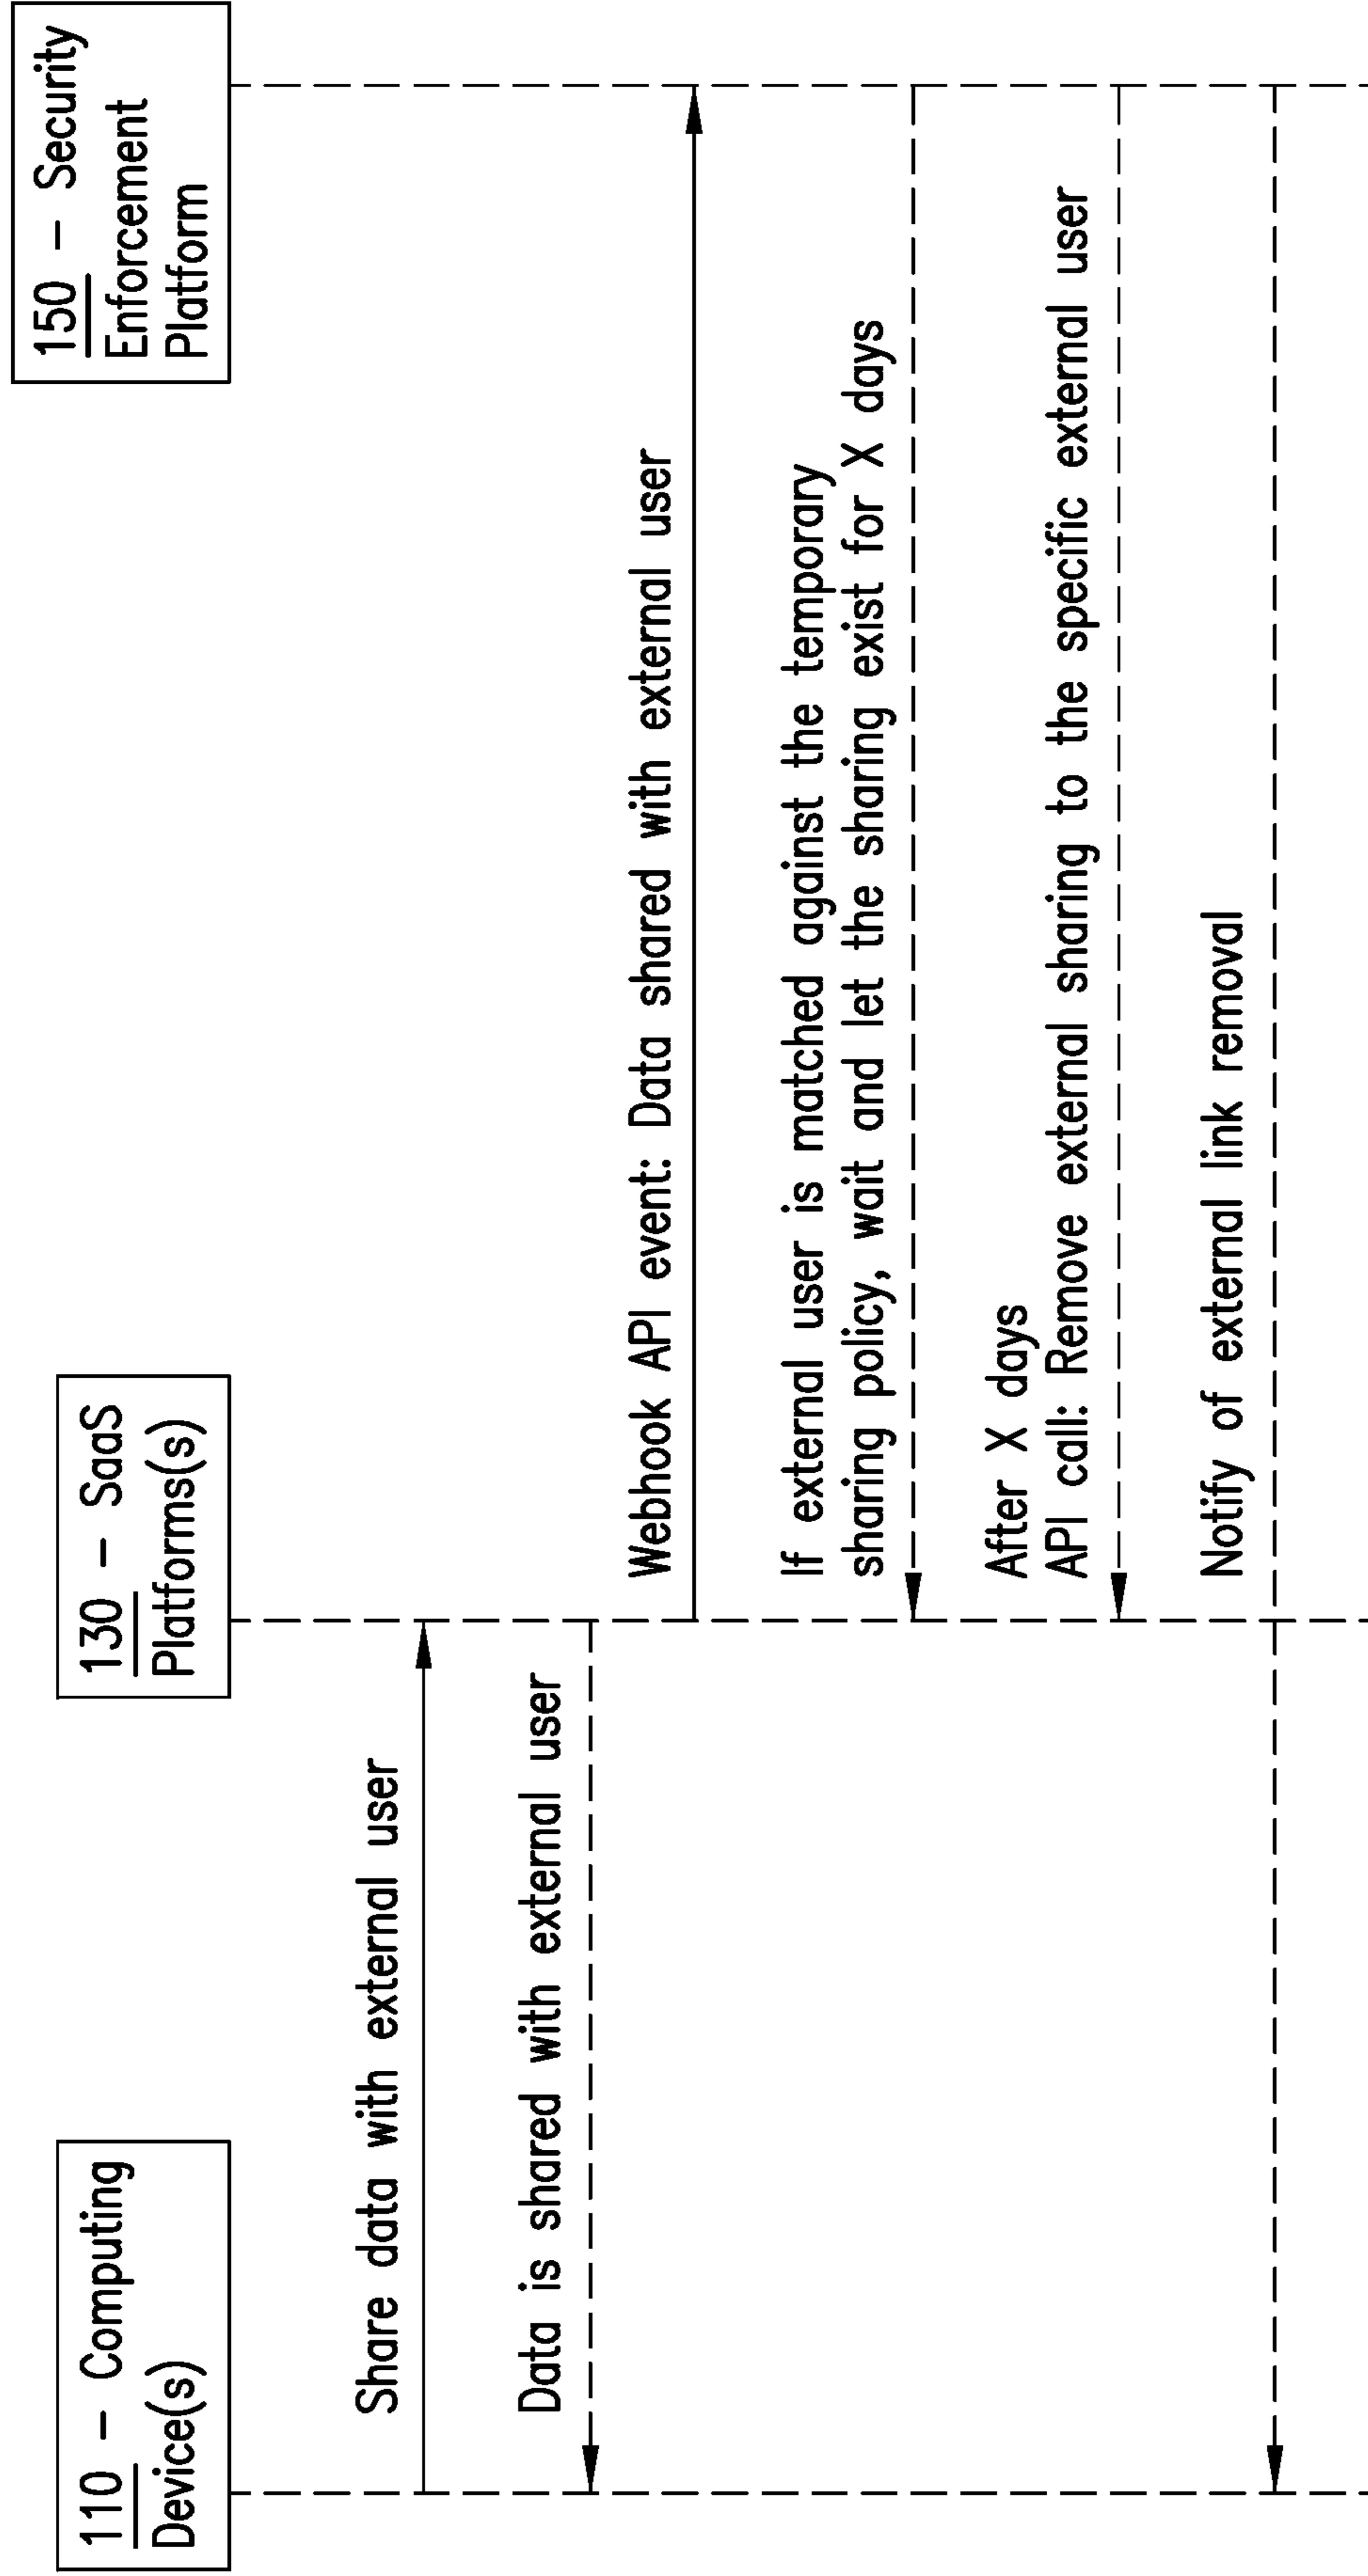 110 – Computing
Device(s)
130 – SaaS
Platforms(s)
150 – Security
Enforcement
Platform
Share data with external user
Data is shared with external user
Webhook API event: Data shared with external user
If external user is matched against the temporary
sharing policy, wait and let the sharing exist for X days
After X days
API call: Remove external sharing to the specific external user
Notify of external link removal